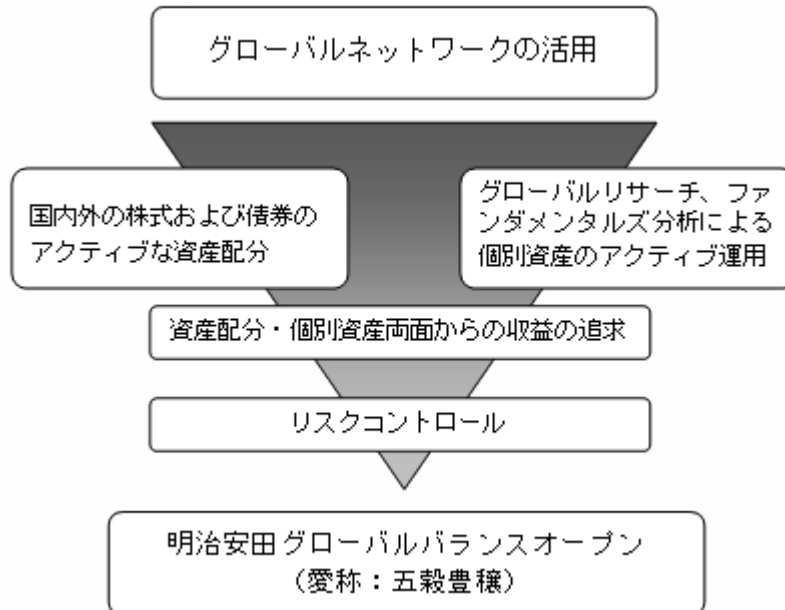 グローバルネットワークの活用
国内外の株式および債券の
アクティブな資産配分
グローバルリサーチ、ファ
ンダメンタルズ分析による
個別資産のアクティブ運用
資産配分・個別資産両面からの収益の追求
リスクコントロール
明治安田グローバルバランスオープン
（愛称：五穀豊穣）